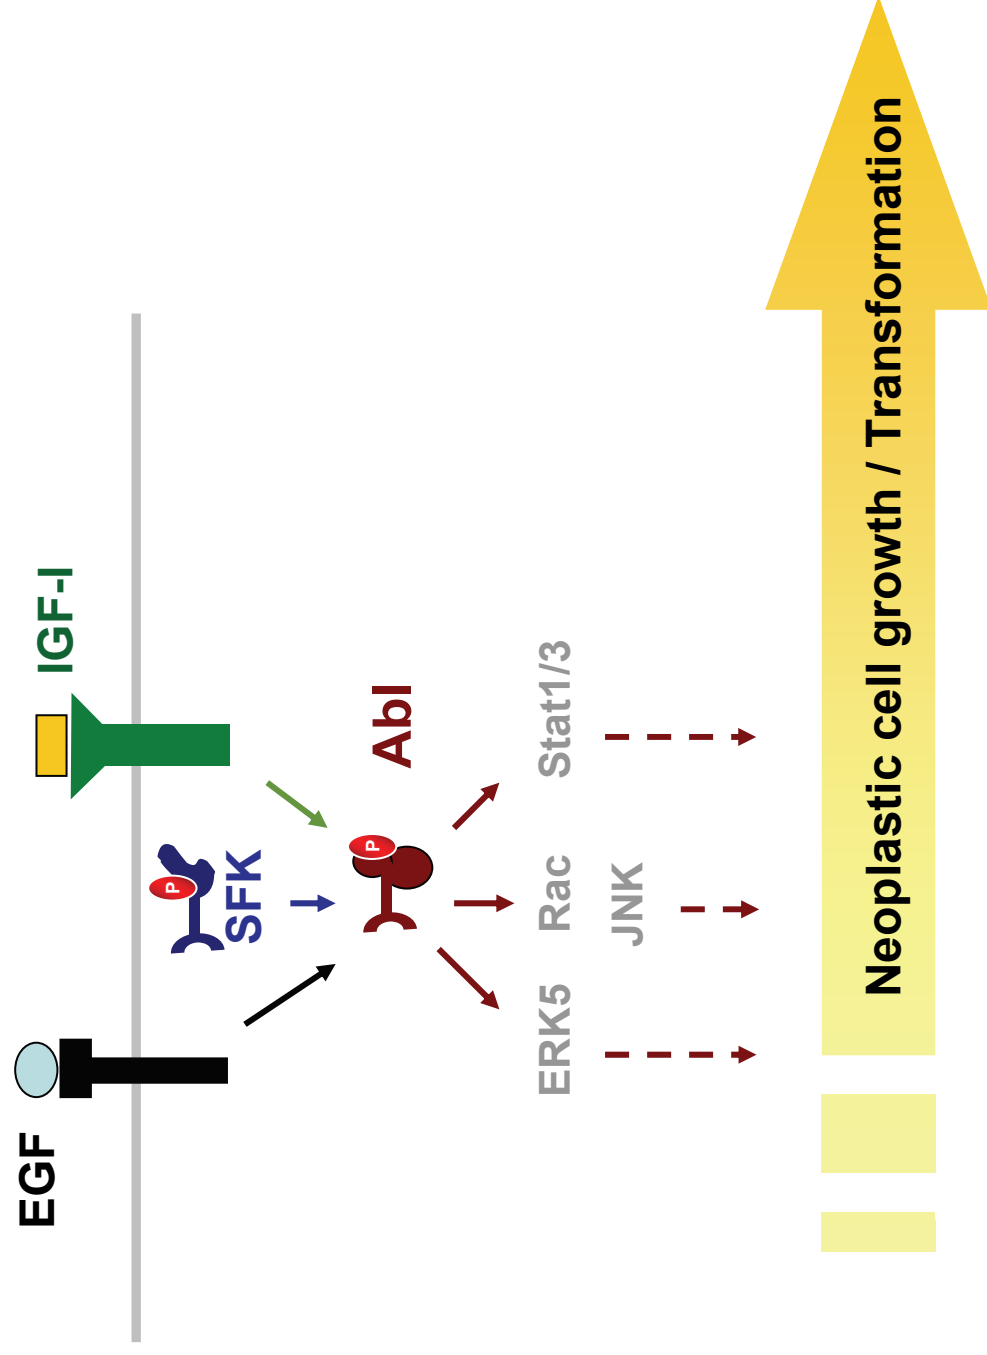 EGF
IGF-I
P
SFK
P
Abl
ERK5
Rac
Stat1/3
JNK
Neoplastic cell growth / Transformation